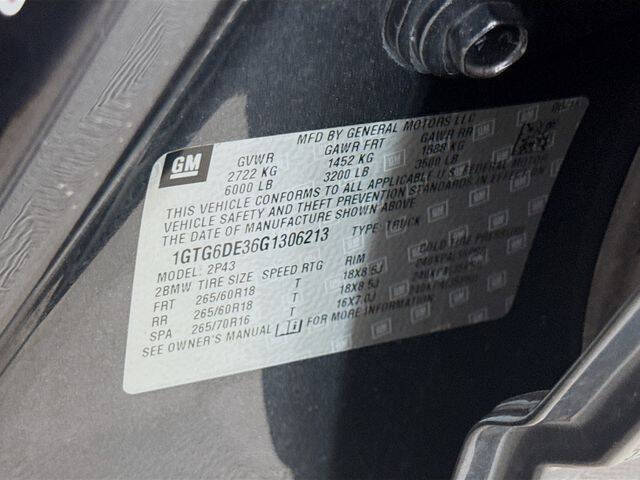 MFD BY GENERAL MOTORS LLC
GM
GVWR GAWR FRT GAWR RR
2722 KG 1452 KG 1588 KG
6000 LB 3200 LB 3500 LB
THIS VEHICLE CONFORMS TO ALL APPLICABLE U.S. FEDERAL MOTOR
VEHICLE SAFETY AND THEFT PREVENTION STANDARDS IN EFFECT ON
THE DATE OF MANUFACTURE SHOWN ABOVE.
1GTG6DE36G1306213 TYPE: TRUCK
MODEL: 2P43
2BMW TIRE SIZE SPEED RTG RIM COLD TIRE PRESSURE
FRT 265/60R18 T 18X8.5J
RR 265/60R18 T 18X8.5J
SPA 265/70R16 T 16X7.0J
SEE OWNER'S MANUAL FOR MORE INFORMATION